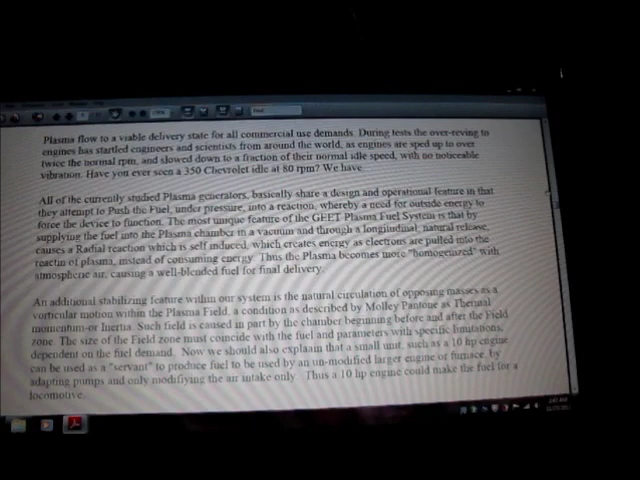 Plasma flow to a viable delivery state for all commercial use demands. During tests the over-reving to
engines has startled engineers and scientists from around the world, as engines are sped up to over
twice the normal rpm, and slowed down to a fraction of their normal idle speed, with no noticeable
vibration. Have you ever seen a 350 Chevrolet idle at 80 rpm? We have.
All of the currently studied Plasma generators, basically share a design and operational feature in that
they attempt to Push the Fuel, under pressure, into a reaction, whereby a need for outside energy to
force the device to function. The most unique feature of the GEET Plasma Fuel System is that by
supplying the fuel into the Plasma chamber in a vacuum and through a longitudinal, natural release,
causes a Radial reaction which is self induced, which creates energy as electrons are pulled into the
reactin of plasma, instead of consuming energy. Thus the Plasma becomes more "homogenized" with
atmospheric air, causing a well-blended fuel for final delivery.
An additional stabilizing feature within our system is the natural circulation of opposing masses as a
vorticular motion within the Plasma Field, a condition as described by Molley Pantone as Thermal
momentum-or Inertia. Such field is caused in part by the chamber beginning before and after the Field
zone. The size of the Field zone must coincide with the fuel and parameters with specific limitations,
dependent on the fuel demand. Now we should also explaain that a small unit, such as a 10 hp engine
can be used as a "servant" to produce fuel to be used by an un-modified larger engine or furnace, by
adapting pumps and only modifiying the air intake only. Thus a 10 hp engine could make the fuel for a
locomotive.